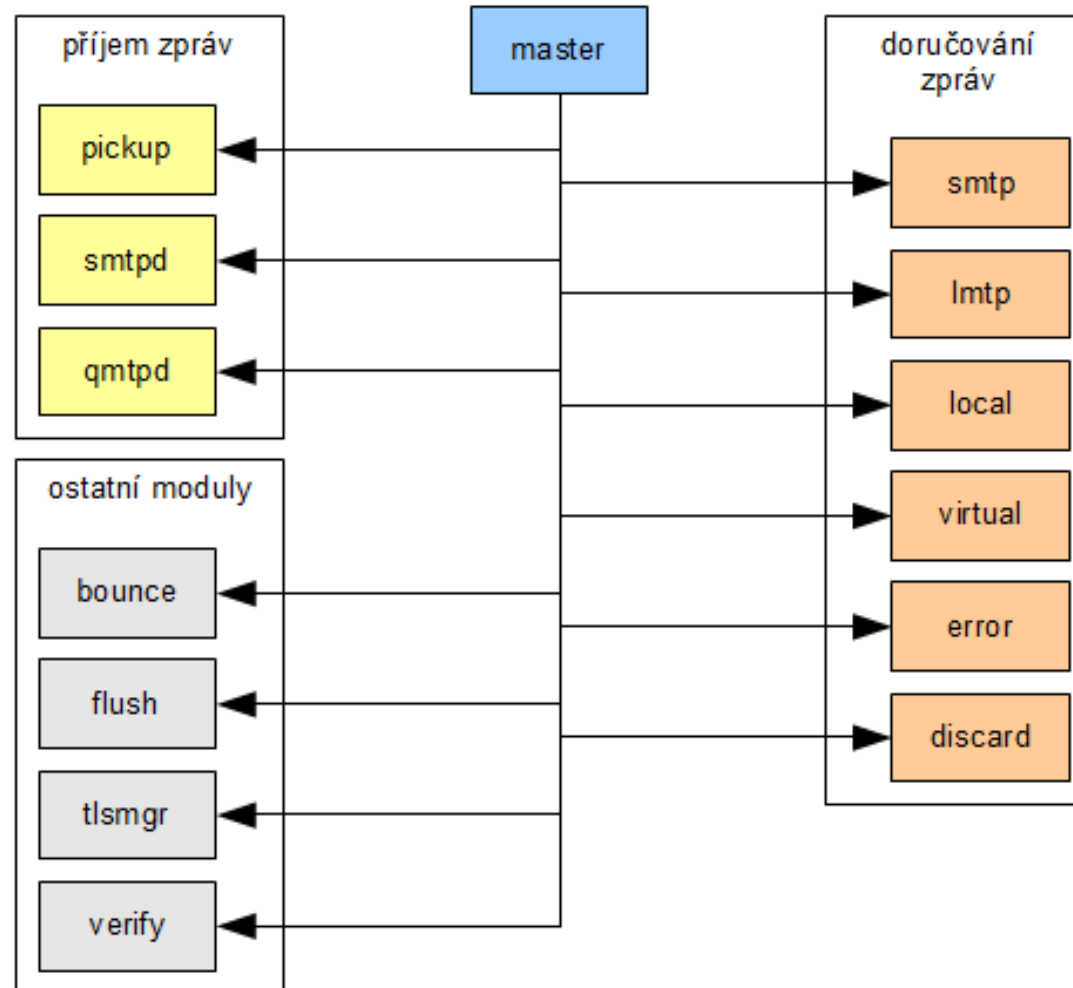 příjem zpráv
pickup
smtpd
qmtpd
ostatní moduly
bounce
flush
tlsmgr
verify
master
doručování
zpráv
smtp
lmtp
local
virtual
error
discard